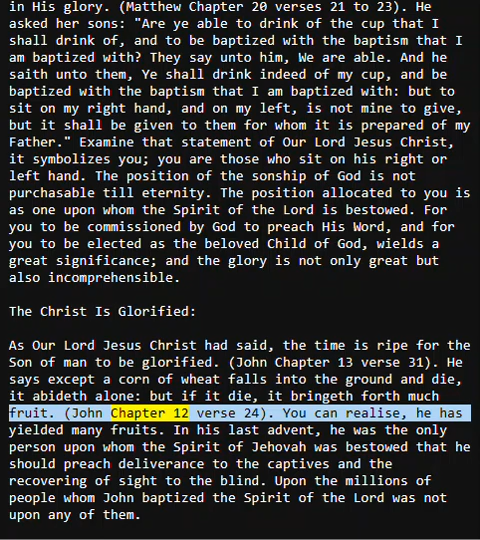 in His glory. (Matthew Chapter 20 verses 21 to 23). He
asked her sons: "Are ye able to drink of the cup that I
shall drink of, and to be baptized with the baptism that I
am baptized with? They say unto him, We are able. And he
saith unto them, Ye shall drink indeed of my cup, and be
baptized with the baptism that I am baptized with: but to
sit on my right hand, and on my left, is not mine to give,
but it shall be given to them for whom it is prepared of my
Father." Examine that statement of Our Lord Jesus Christ,
it symbolizes you; you are those who sit on his right or
left hand. The position of the sonship of God is not
purchasable till eternity. The position allocated to you is
as one upon whom the Spirit of the Lord is bestowed. For
you to be commissioned by God to preach His Word, and for
you to be elected as the beloved Child of God, wields a
great significance; and the glory is not only great but
also incomprehensible.
The Christ Is Glorified:
As Our Lord Jesus Christ had said, the time is ripe for the
Son of man to be glorified. (John Chapter 13 verse 31). He
says except a corn of wheat falls into the ground and die,
it abideth alone: but if it die, it bringeth forth much
fruit. (John Chapter 12 verse 24). You can realise, he has
yielded many fruits. In his last advent, he was the only
person upon whom the Spirit of Jehovah was bestowed that he
should preach deliverance to the captives and the
recovering of sight to the blind. Upon the millions of
people whom John baptized the Spirit of the Lord was not
upon any of them.